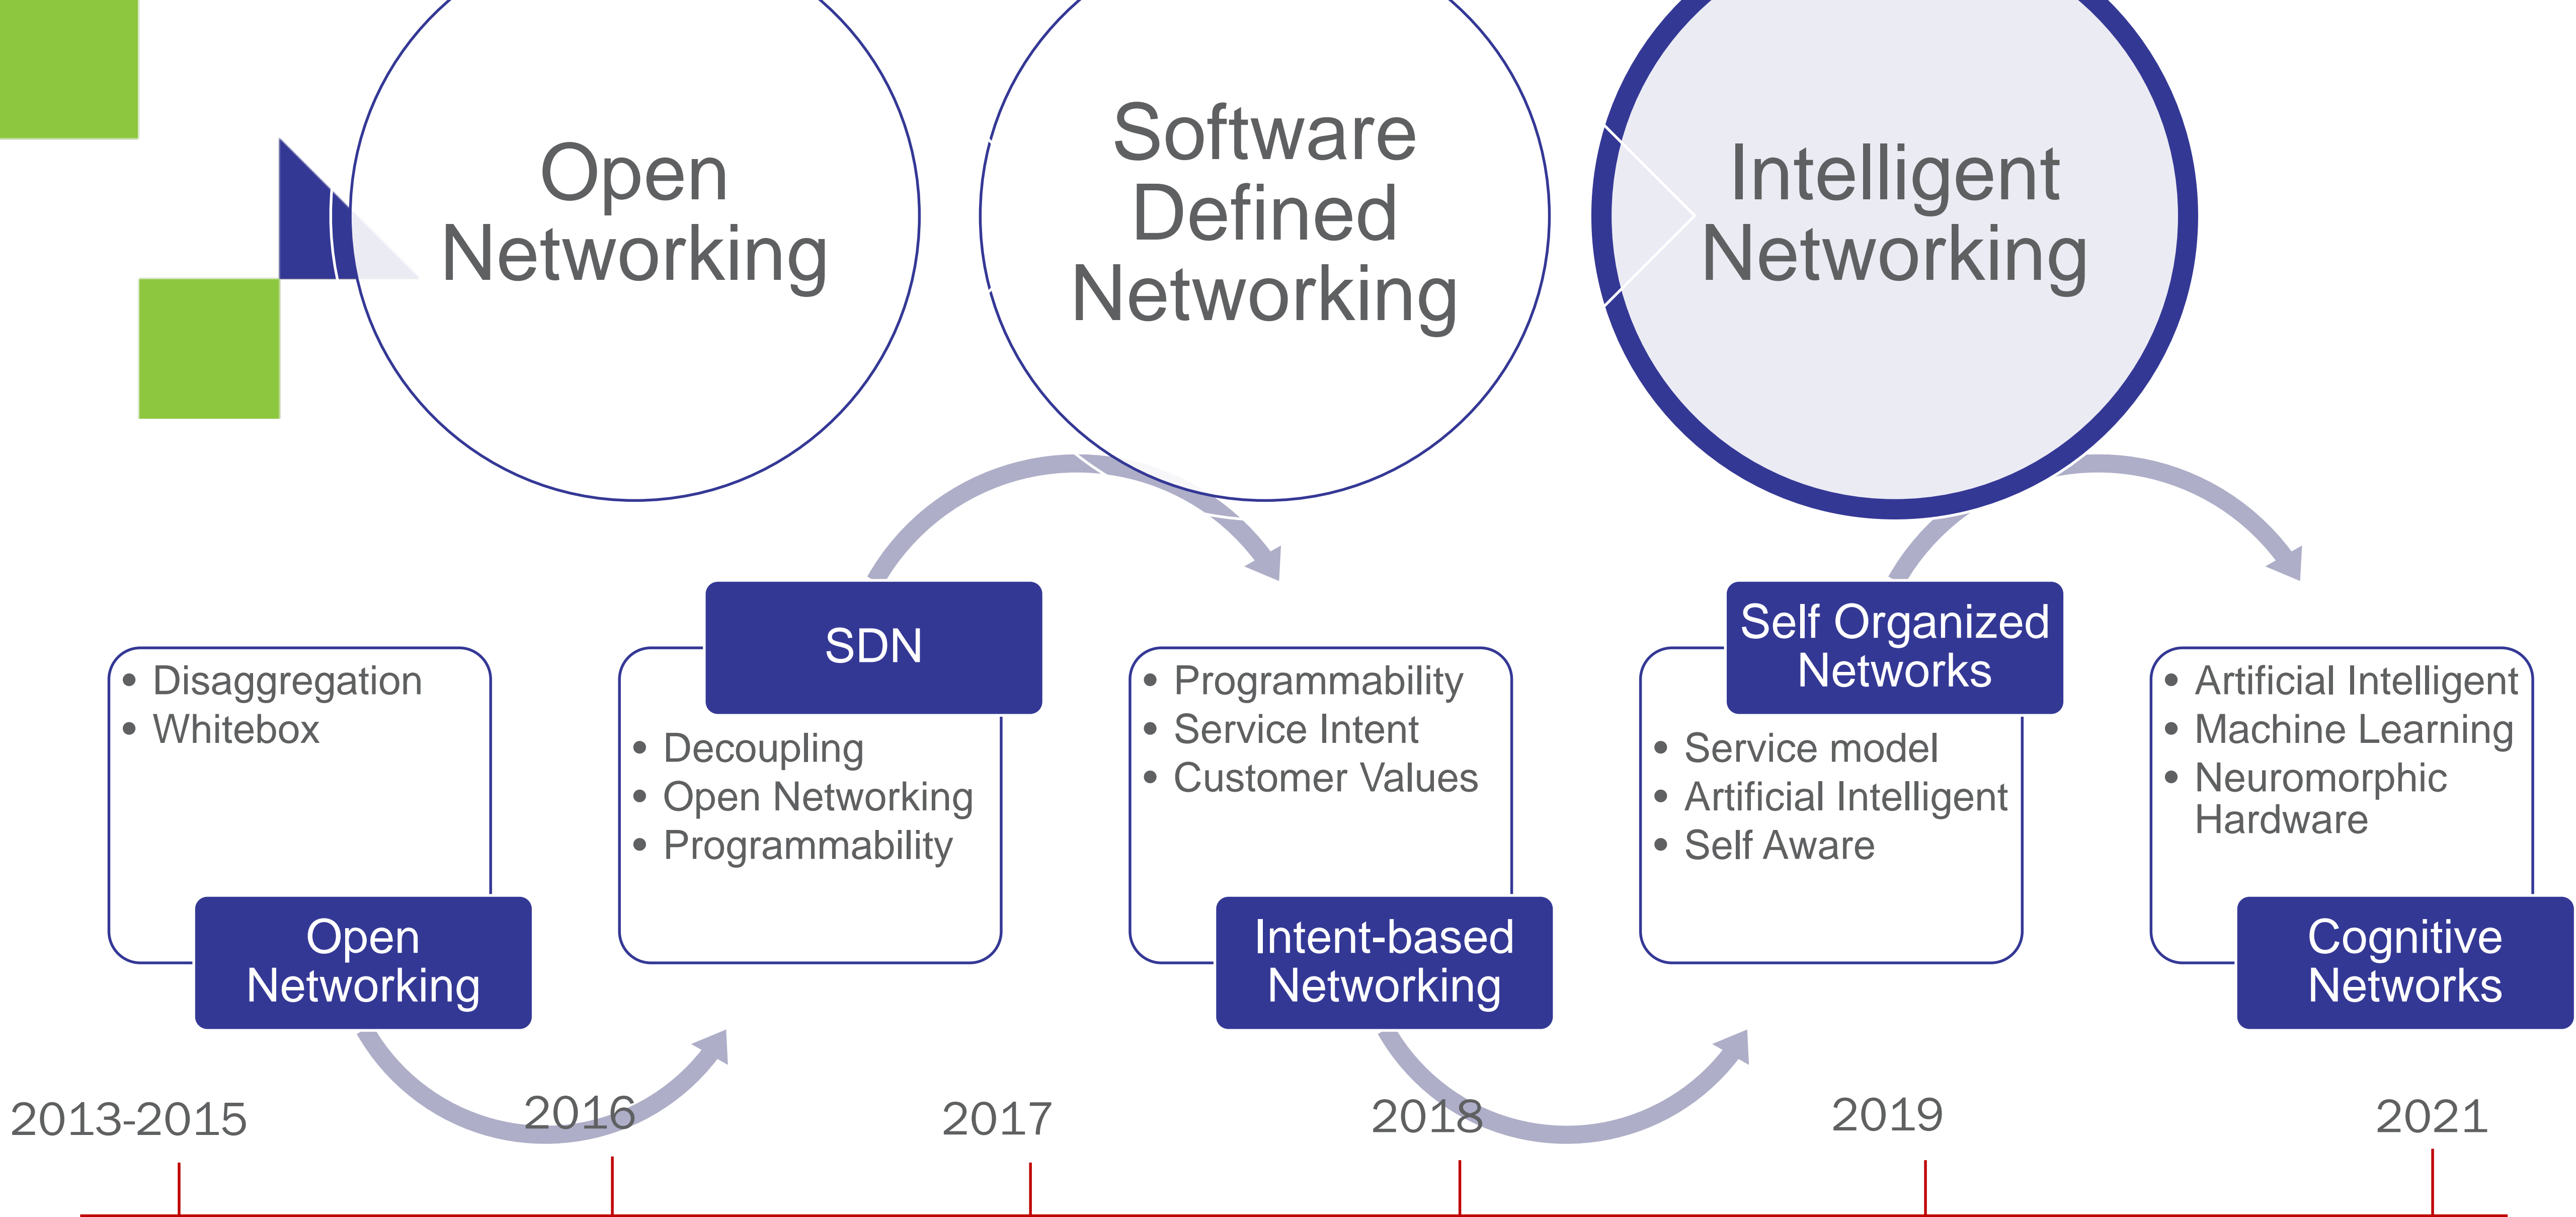 Open
Networking
Software
Defined
Networking
Intelligent
Networking
• Disaggregation
• Whitebox
Open
Networking
SDN
• Decoupling
• Open Networking
• Programmability
• Programmability
• Service Intent
• Customer Values
Intent-based
Networking
Self Organized
Networks
• Service model
• Artificial Intelligent
• Self Aware
• Artificial Intelligent
• Machine Learning
• Neuromorphic
Hardware
Cognitive
Networks
2013-2015
2016
2017
2018
2019
2021